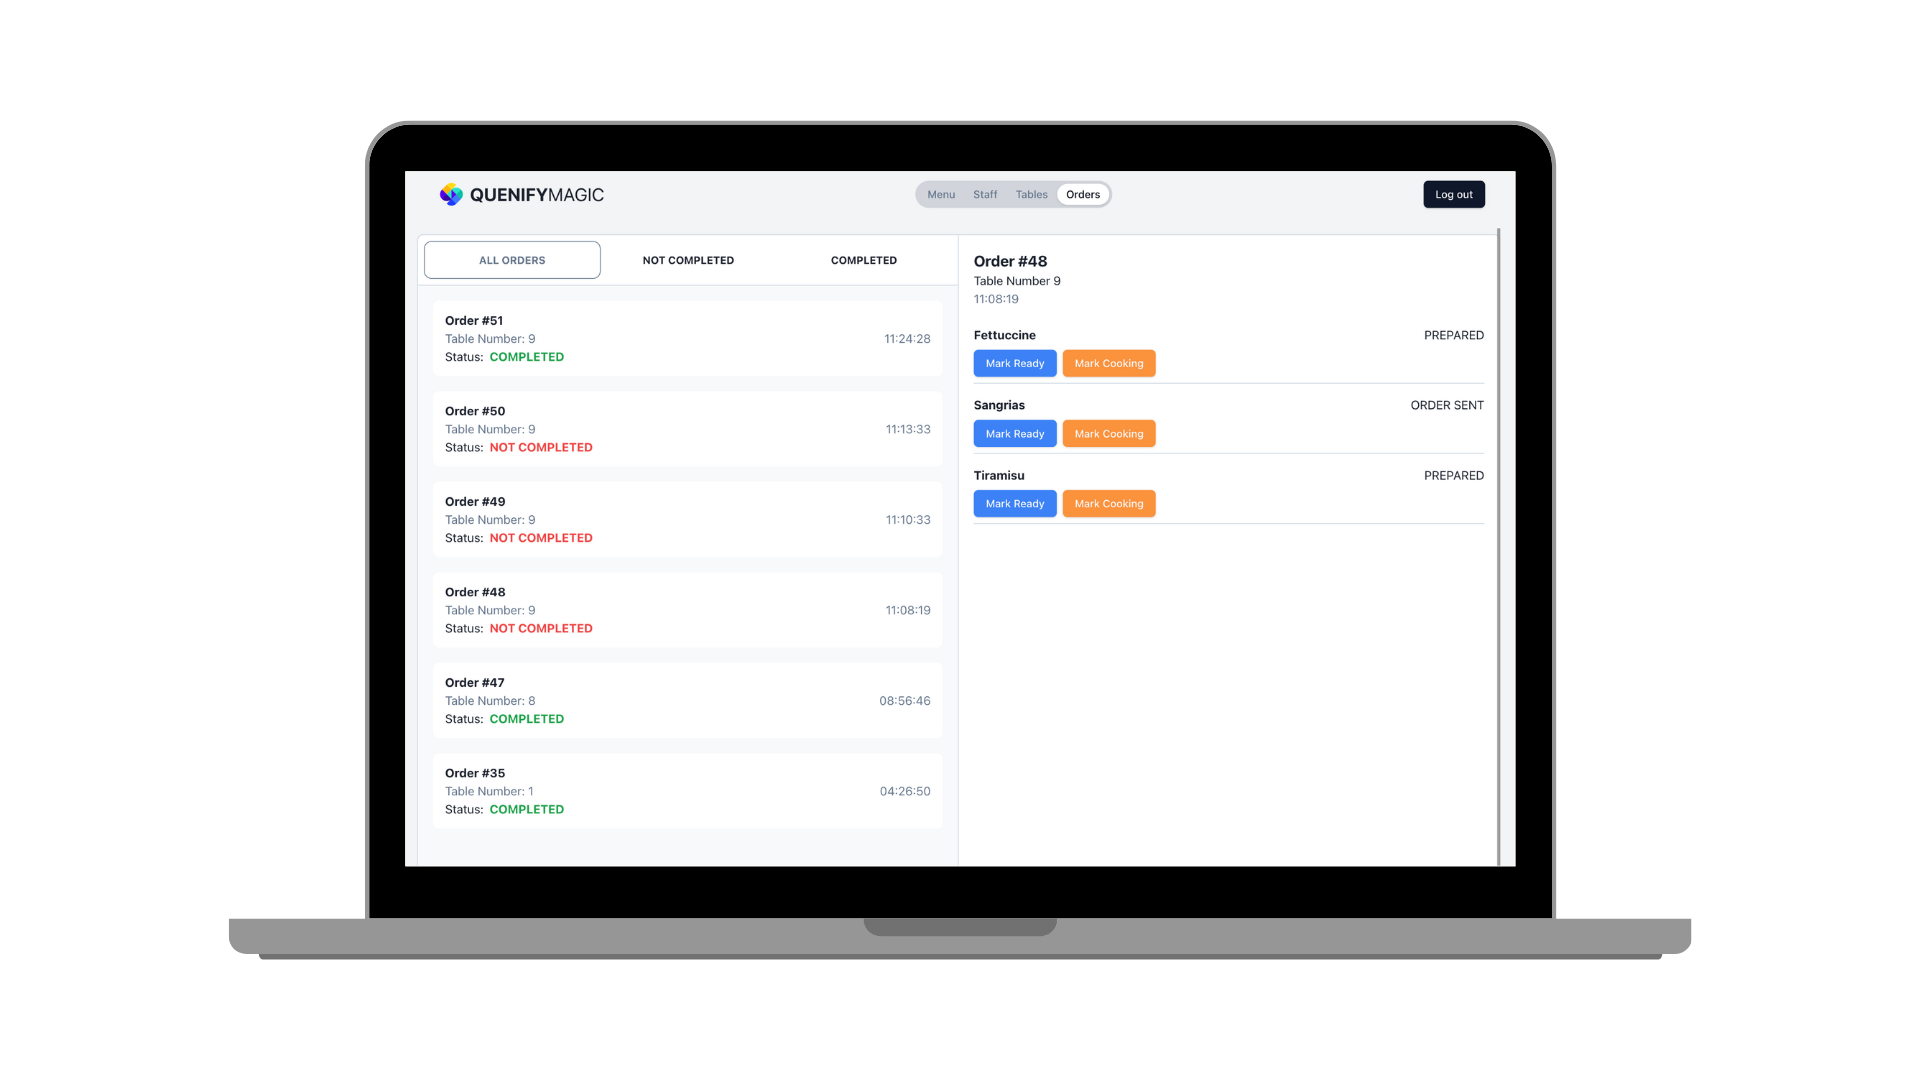 QUENIFYMAGIC
Menu Staff Tables Orders
Log out
ALL ORDERS NOT COMPLETED COMPLETED
Order #51
Table Number: 9
11:24:28
Status: COMPLETED
Order #50
Table Number: 9
11:13:33
Status: NOT COMPLETED
Order #49
Table Number: 9
11:10:33
Status: NOT COMPLETED
Order #48
Table Number: 9
11:08:19
Status: NOT COMPLETED
Order #47
Table Number: 8
08:56:46
Status: COMPLETED
Order #35
Table Number: 1
04:26:50
Status: COMPLETED
Order #48
Table Number 9
11:08:19
Fettuccine PREPARED
Mark Ready Mark Cooking
Sangrias ORDER SENT
Mark Ready Mark Cooking
Tiramisu PREPARED
Mark Ready Mark Cooking